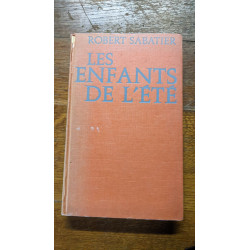 ROBERT SABATIER
LES
ENFANTS
DE L'ÉTÉ